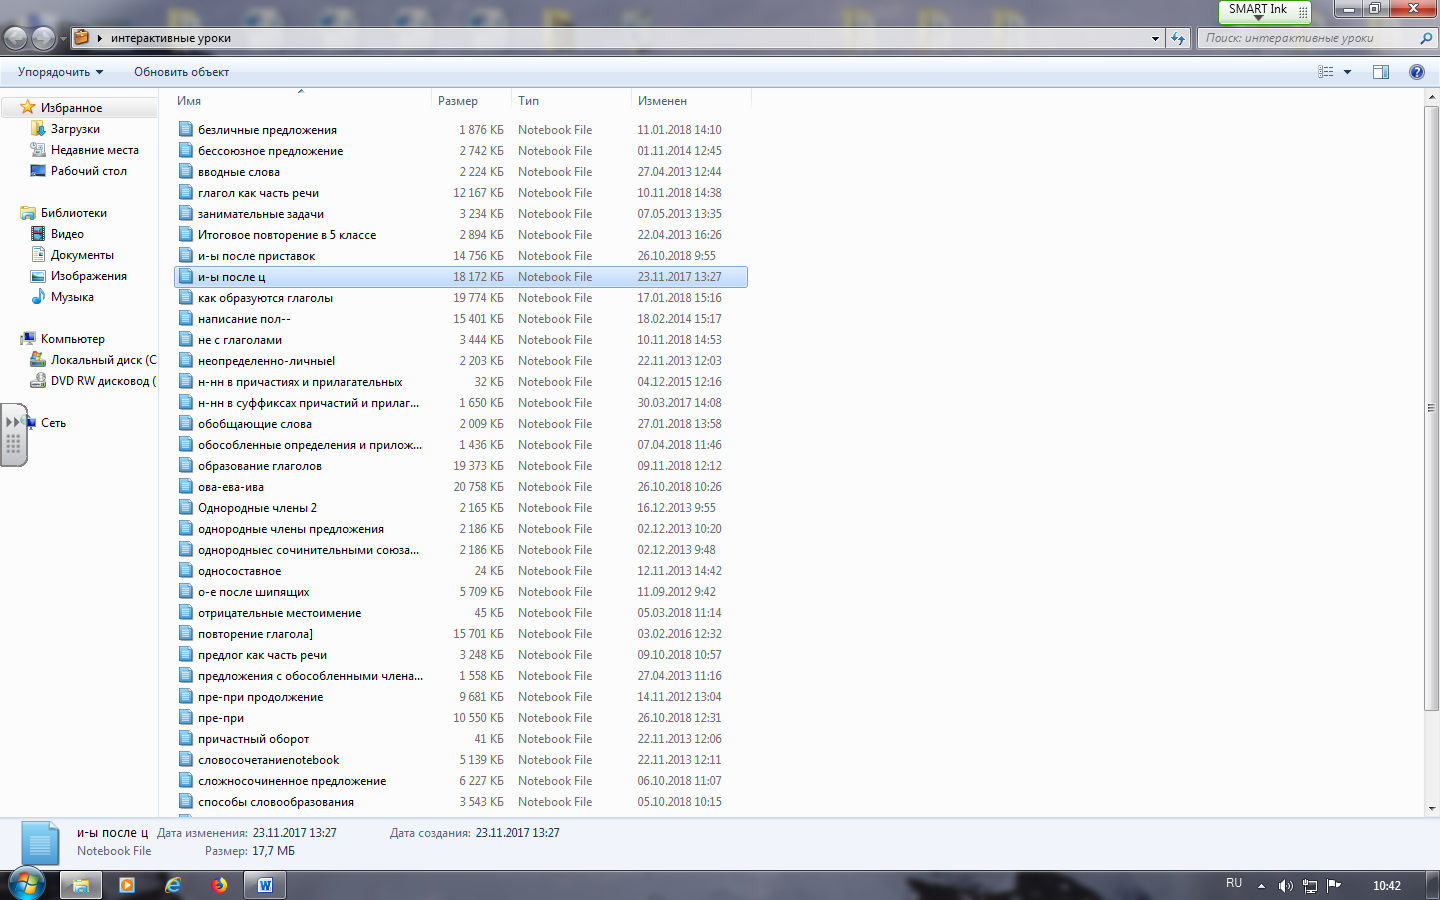 SMART Ink
интерактивные уроки
Поиск: интерактивные уроки
Упорядочить Обновить объект
Имя Размер Тип Изменен
Избранное
Загрузки
Недавние места
Рабочий стол
Библиотеки
Видео
Документы
Изображения
Музыка
Компьютер
Локальный диск (C
DVD RW дисковод (
Сеть
безличные предложения 1 876 КБ Notebook File 11.01.2018 14:10
бессоюзное предложение 2 742 КБ Notebook File 01.11.2014 12:45
вводные слова 2 224 КБ Notebook File 27.04.2013 12:44
глагол как часть речи 12 167 КБ Notebook File 10.11.2018 14:38
занимательные задачи 3 234 КБ Notebook File 07.05.2013 13:35
Итоговое повторение в 5 классе 2 894 КБ Notebook File 22.04.2013 16:26
и-ы после приставок 14 756 КБ Notebook File 26.10.2018 9:55
и-ы после ц 18 172 КБ Notebook File 23.11.2017 13:27
как образуются глаголы 19 774 КБ Notebook File 17.01.2018 15:16
написание пол-- 15 401 КБ Notebook File 18.02.2014 15:17
не с глаголами 3 444 КБ Notebook File 10.11.2018 14:53
неопределенно-личныеl 2 203 КБ Notebook File 22.11.2013 12:03
н-нн в причастиях и прилагательных 32 КБ Notebook File 04.12.2015 12:16
н-нн в суффиксах причастий и прилаг... 1 650 КБ Notebook File 30.03.2017 14:08
обобщающие слова 2 009 КБ Notebook File 27.01.2018 13:58
обособленные определения и прилож... 1 436 КБ Notebook File 07.04.2018 11:46
образование глаголов 19 373 КБ Notebook File 09.11.2018 12:12
ова-ева-ива 20 758 КБ Notebook File 26.10.2018 10:26
Однородные члены 2 2 165 КБ Notebook File 16.12.2013 9:55
однородные члены предложения 2 186 КБ Notebook File 02.12.2013 10:20
однородныес сочинительными союза... 2 186 КБ Notebook File 02.12.2013 9:48
односоставное 24 КБ Notebook File 12.11.2013 14:42
о-е после шипящих 5 709 КБ Notebook File 11.09.2012 9:42
отрицательные местоимение 45 КБ Notebook File 05.03.2018 11:14
повторение глагола] 15 701 КБ Notebook File 03.02.2016 12:32
предлог как часть речи 3 248 КБ Notebook File 09.10.2018 10:57
предложения с обособленными члена... 1 558 КБ Notebook File 27.04.2013 11:16
пре-при продолжение 9 681 КБ Notebook File 14.11.2012 13:04
пре-при 10 550 КБ Notebook File 26.10.2018 12:31
причастный оборот 41 КБ Notebook File 22.11.2013 12:06
словосочетаниеnotebook 5 139 КБ Notebook File 22.11.2013 12:11
сложносочиненное предложение 6 227 КБ Notebook File 06.10.2018 11:07
способы словообразования 3 543 КБ Notebook File 05.10.2018 10:15
и-ы после ц Дата изменения: 23.11.2017 13:27 Дата создания: 23.11.2017 13:27
Notebook File Размер: 17,7 МБ
RU 10:42